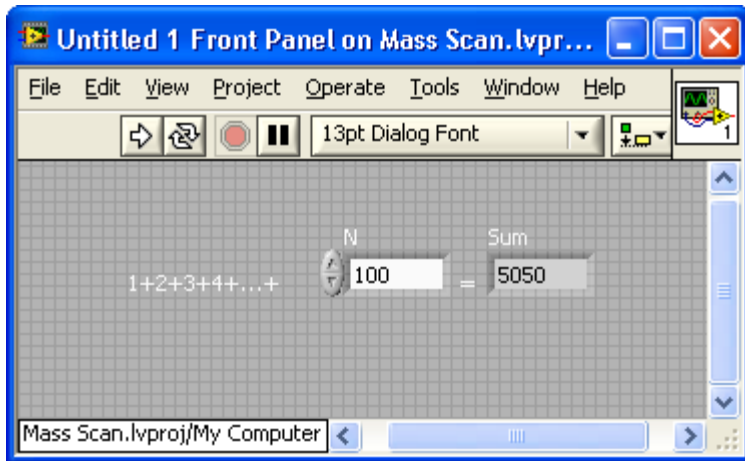 Untitled 1 Front Panel on Mass Scan.lvpr...
File Edit View Project Operate Tools Window Help
13pt Dialog Font
1
N Sum
1+2+3+4+...+ 100 = 5050
Mass Scan.lvproj/My Computer